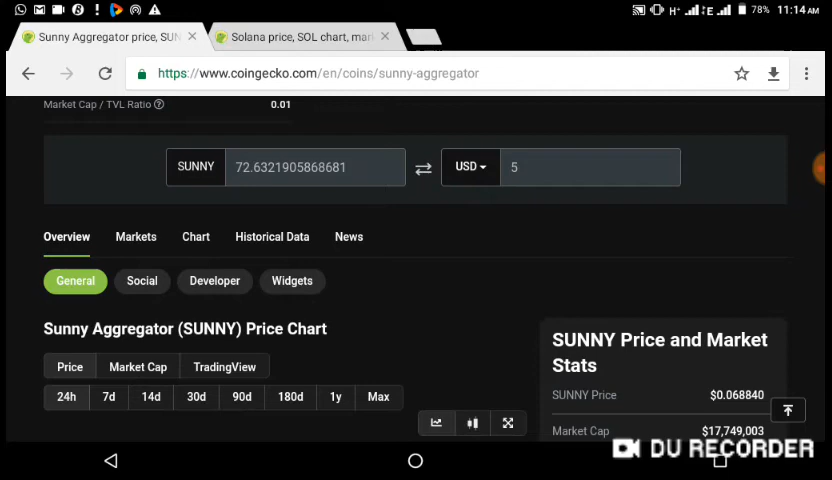 H+ E 78% 11:14 AM
Sunny Aggregator price, SUN
Solana price, SOL chart, mar
https://www.coingecko.com/en/coins/sunny-aggregator
Market Cap / TVL Ratio ? 0.01
SUNNY 72.6321905868681 USD 5
Overview Markets Chart Historical Data News
General Social Developer Widgets
Sunny Aggregator (SUNNY) Price Chart
Price Market Cap TradingView
24h 7d 14d 30d 90d 180d 1y Max
SUNNY Price and Market
Stats
SUNNY Price $0.068840
Market Cap $17,749,003
DU RECORDER